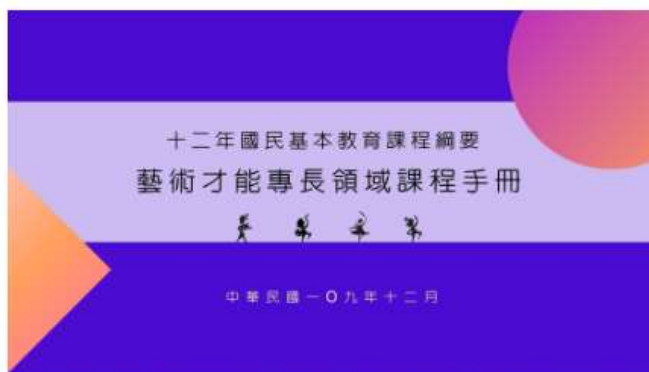 十二年國民基本教育課程綱要
藝術才能專長領域課程手冊
中華民國一〇九年十二月